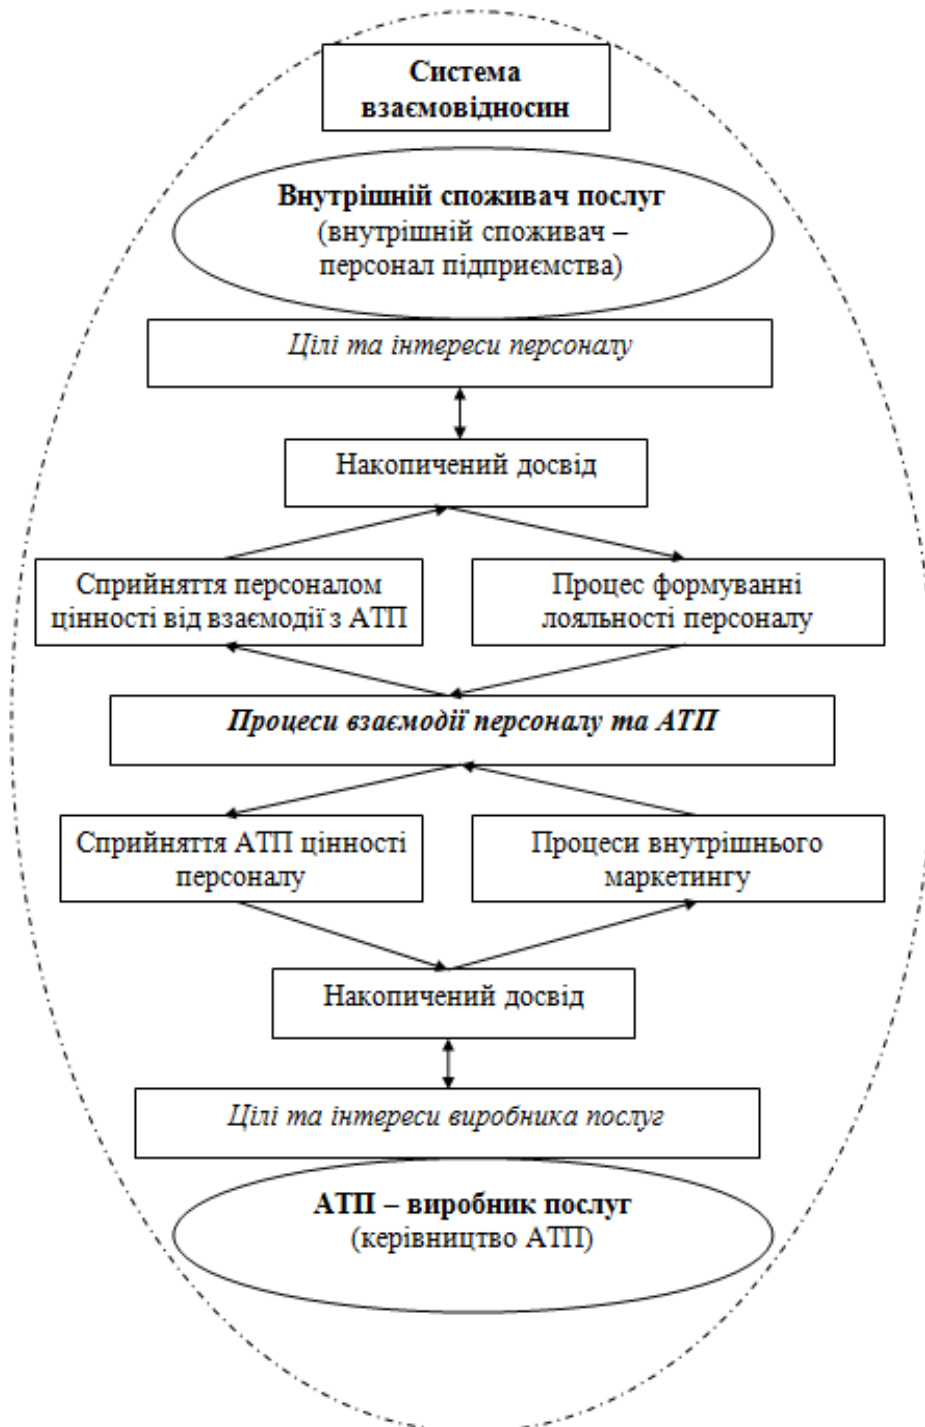 Система
взаємовідносин
Внутрішній споживач послуг
(внутрішній споживач –
персонал підприємства)
Цілі та інтереси персоналу
Накопичений досвід
Сприйняття персоналом
цінності від взаємодії з АТП
Процес формуванні
лояльності персоналу
Процеси взаємодії персоналу та АТП
Сприйняття АТП цінності
персоналу
Процеси внутрішнього
маркетингу
Накопичений досвід
Цілі та інтереси виробника послуг
АТП – виробник послуг
(керівництво АТП)